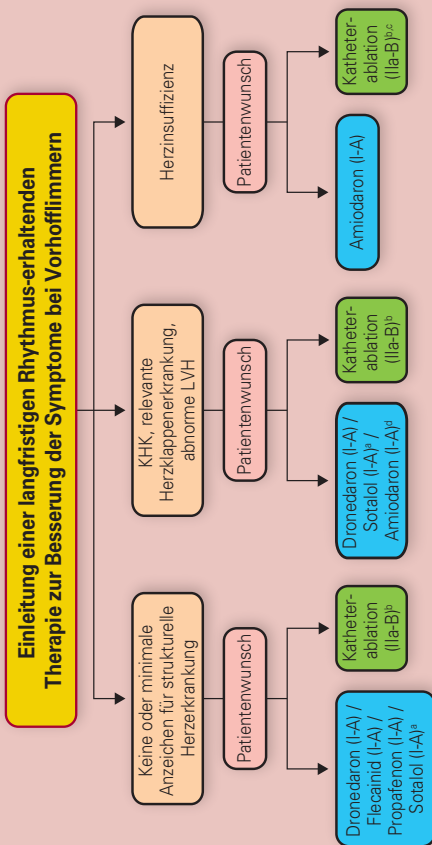 Einleitung einer langfristigen Rhythmus-erhaltenden
Therapie zur Besserung der Symptome bei Vorhofflimmern
Keine oder minimale
Anzeichen für strukturelle
Herzerkrankung
KHK, relevante
Herzklappenerkrankung,
abnorme LVH
Herzinsuffizienz
Patientenwunsch
Patientenwunsch
Patientenwunsch
Dronedaron (I-A) /
Flecainid (I-A) /
Propafenon (I-A) /
Sotalol (I-A)ᵃ
Katheter-
ablation
(IIa-B)ᵇ
Dronedaron (I-A) /
Sotalol (I-A)ᵃ /
Amiodaron (I-A)ᵈ
Katheter-
ablation
(IIa-B)ᵇ
Amiodaron (I-A)
Katheter-
ablation
(IIa-B)ᵇ,ᶜ